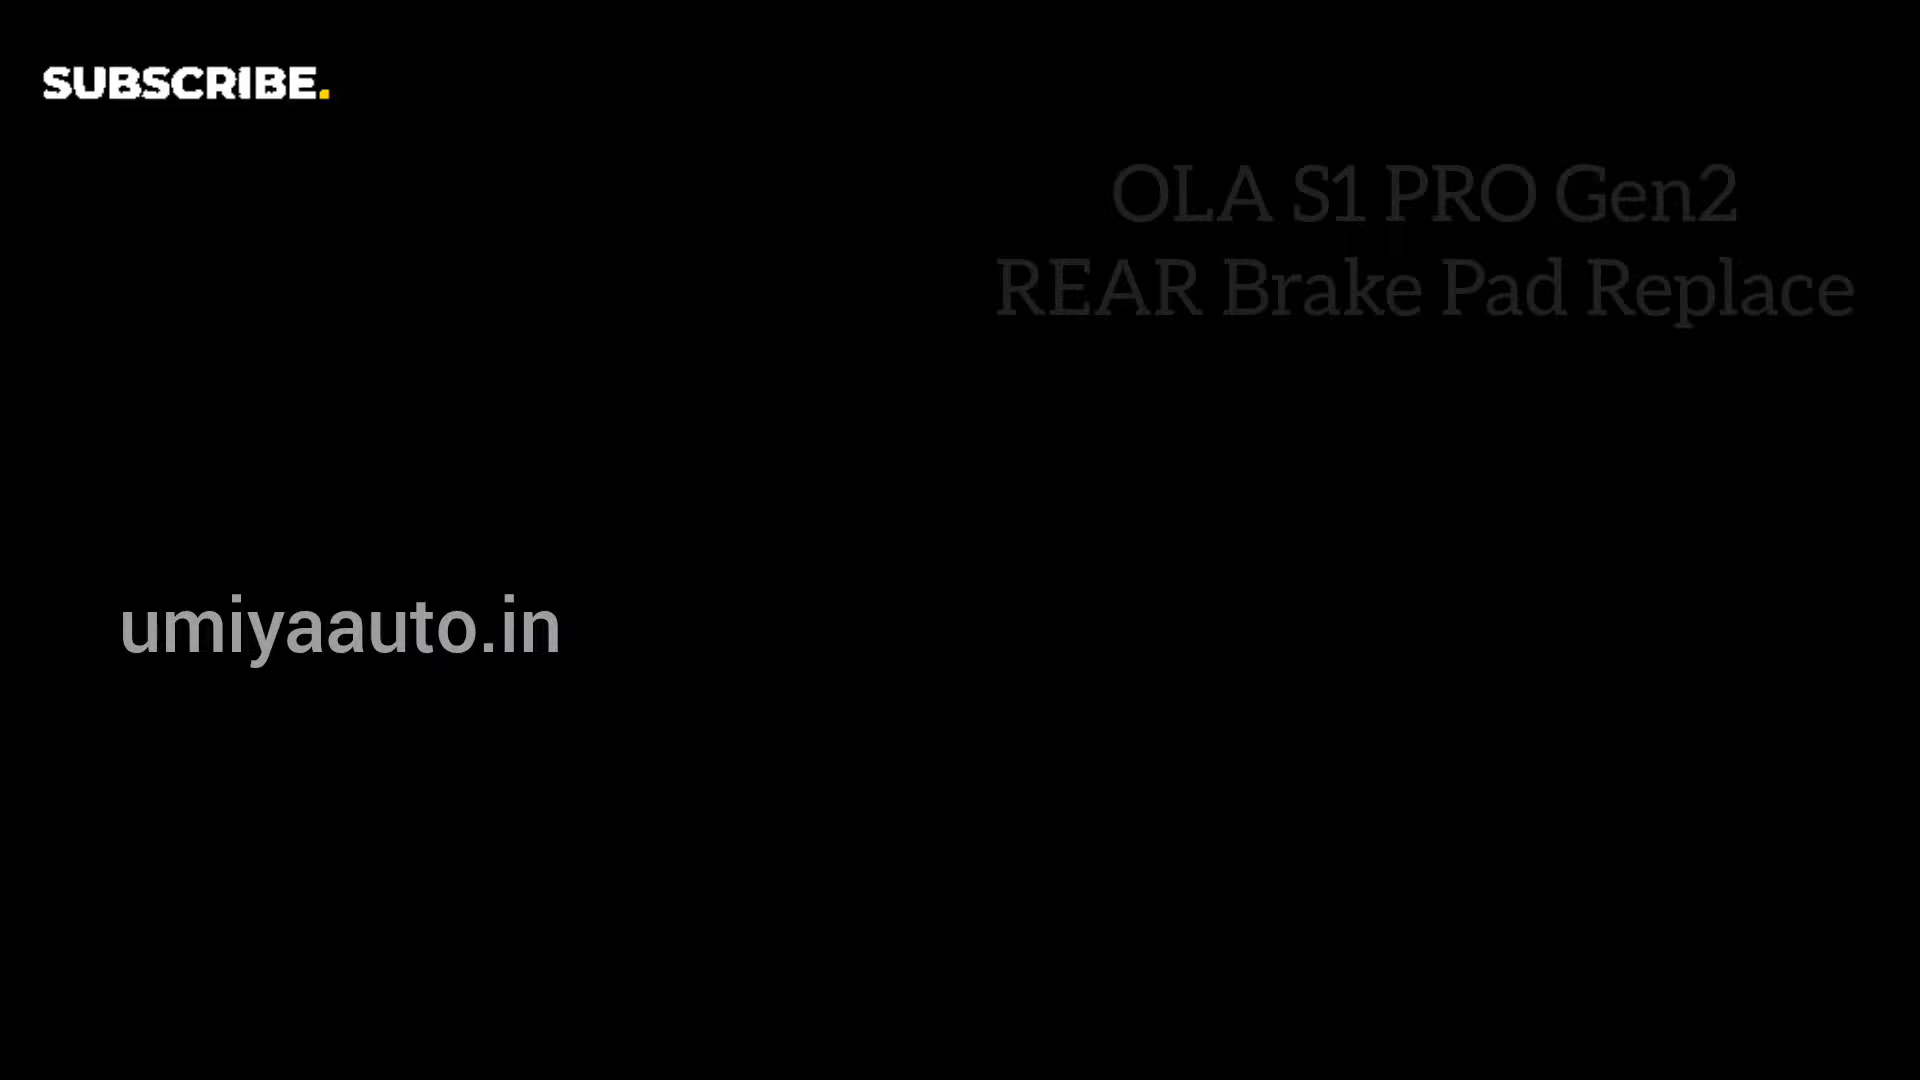 SUBSCRIBE.
OLA S1 PRO Gen2
REAR Brake Pad Replace
umiyaauto.in